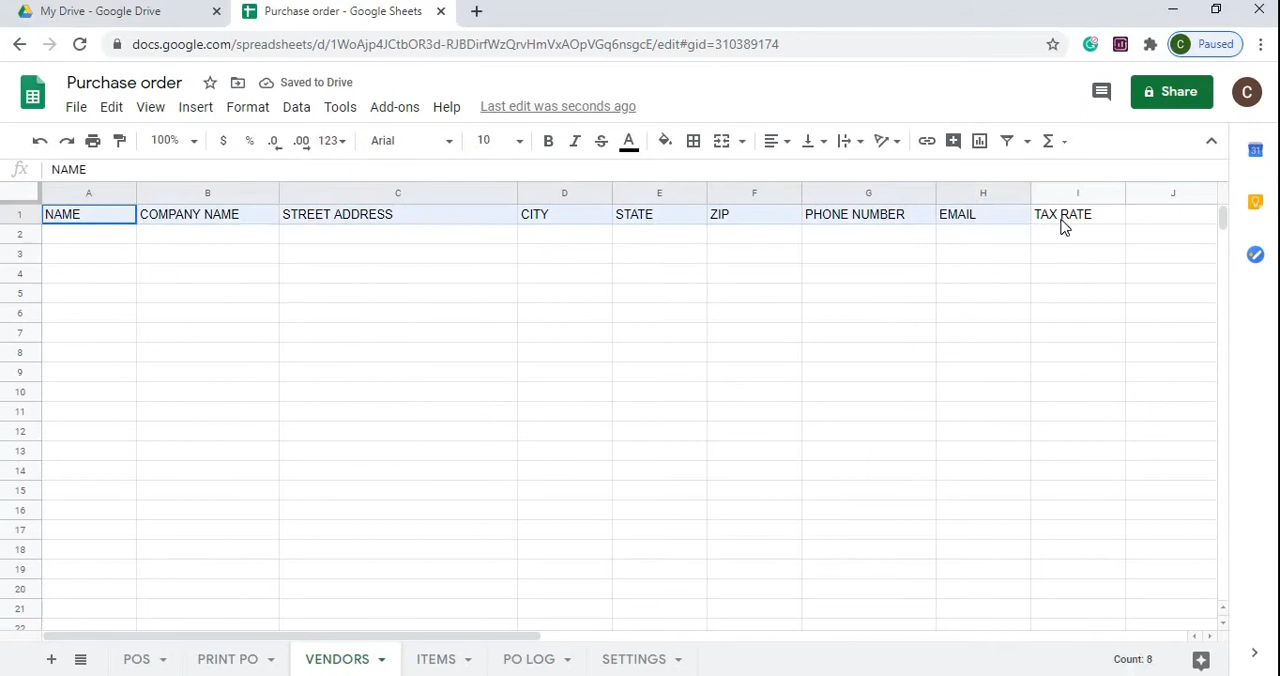 My Drive - Google Drive
Purchase order - Google Sheets
docs.google.com/spreadsheets/d/1WoAjp4JCtbOR3d-RJBDirfWzQrvHmVxAOpVGq6nsgcE/edit#gid=310389174
C Paused
Purchase order
Saved to Drive
File Edit View Insert Format Data Tools Add-ons Help Last edit was seconds ago
Share
C
100% $ % .0 .00 123 Arial 10 B I S A Σ
31
fx NAME
A B C D E F G H I J
1 NAME COMPANY NAME STREET ADDRESS CITY STATE ZIP PHONE NUMBER EMAIL TAX RATE
2
3
4
5
6
7
8
9
10
11
12
13
14
15
16
17
18
19
20
21
22
POS PRINT PO VENDORS ITEMS PO LOG SETTINGS Count: 8